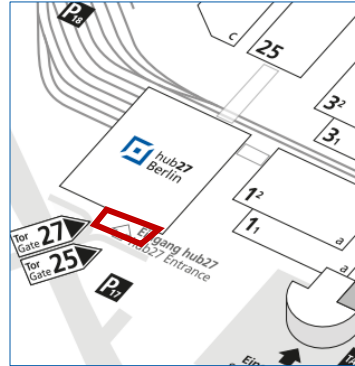 P18
c
25
3²
3₁
hub27
Berlin
1²
1₁
a
a
Tor
Gate 27
Tor
Gate 25
Eingang hub27
hub27 Entrance
P17